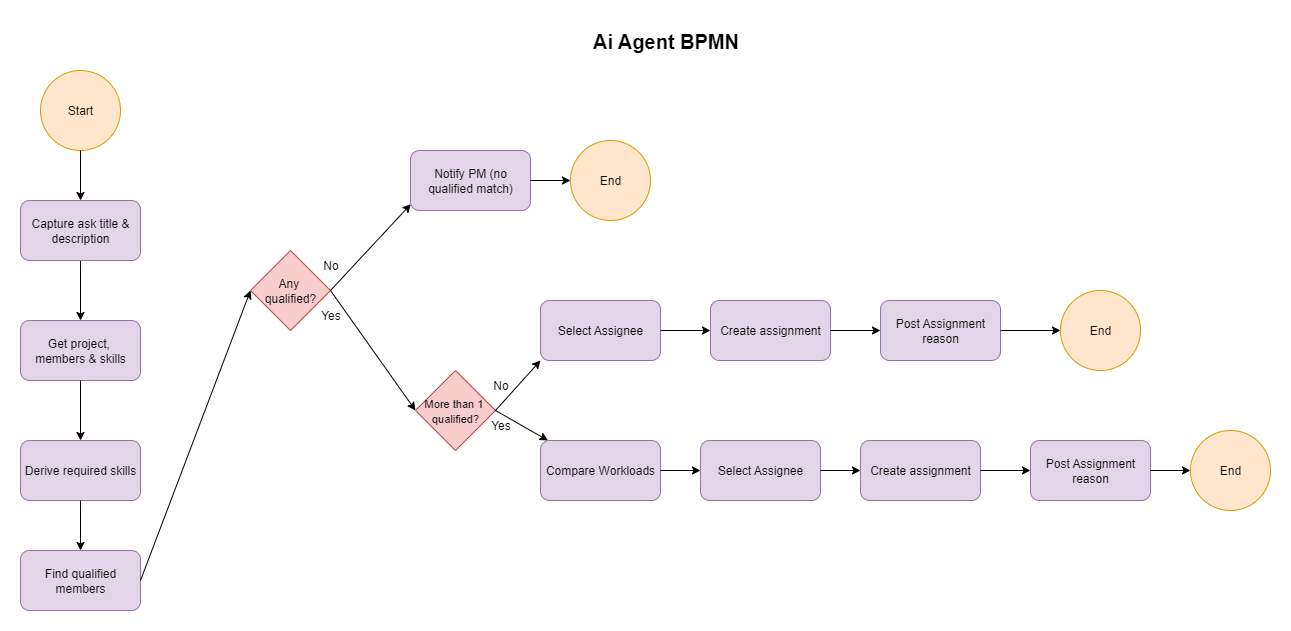 Ai Agent BPMN
Start
Capture ask title &
description
Get project,
members & skills
Derive required skills
Find qualified
members
Any
qualified?
No
Yes
Notify PM (no
qualified match)
End
More than 1
qualified?
No
Yes
Select Assignee
Create assignment
Post Assignment
reason
End
Compare Workloads
Select Assignee
Create assignment
Post Assignment
reason
End